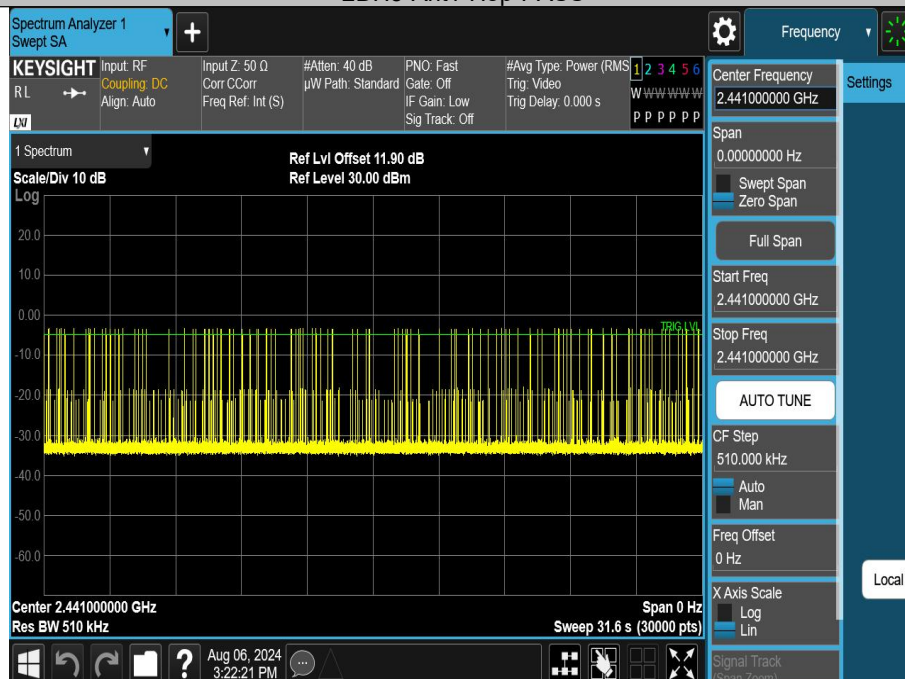 Spectrum Analyzer 1
Swept SA
+
Frequency
KEYSIGHT
RL
LXI
Input: RF
Coupling: DC
Align: Auto
Input Z: 50 Ω
Corr CCorr
Freq Ref: Int (S)
#Atten: 40 dB
µW Path: Standard
PNO: Fast
Gate: Off
IF Gain: Low
Sig Track: Off
#Avg Type: Power (RMS
Trig: Video
Trig Delay: 0.000 s
1 2 3 4 5 6
W W W W W W
P P P P P P
1 Spectrum
Scale/Div 10 dB
Ref Lvl Offset 11.90 dB
Ref Level 30.00 dBm
Log
20.0
10.0
0.00
TRIG LVL
-10.0
-20.0
-30.0
-40.0
-50.0
-60.0
Center 2.441000000 GHz
Span 0 Hz
Res BW 510 kHz
Sweep 31.6 s (30000 pts)
Center Frequency
2.441000000 GHz
Settings
Span
0.00000000 Hz
Swept Span
Zero Span
Full Span
Start Freq
2.441000000 GHz
Stop Freq
2.441000000 GHz
AUTO TUNE
CF Step
510.000 kHz
Auto
Man
Freq Offset
0 Hz
Local
X Axis Scale
Log
Lin
Signal Track
(Span Zoom)
?
Aug 06, 2024
3:22:21 PM